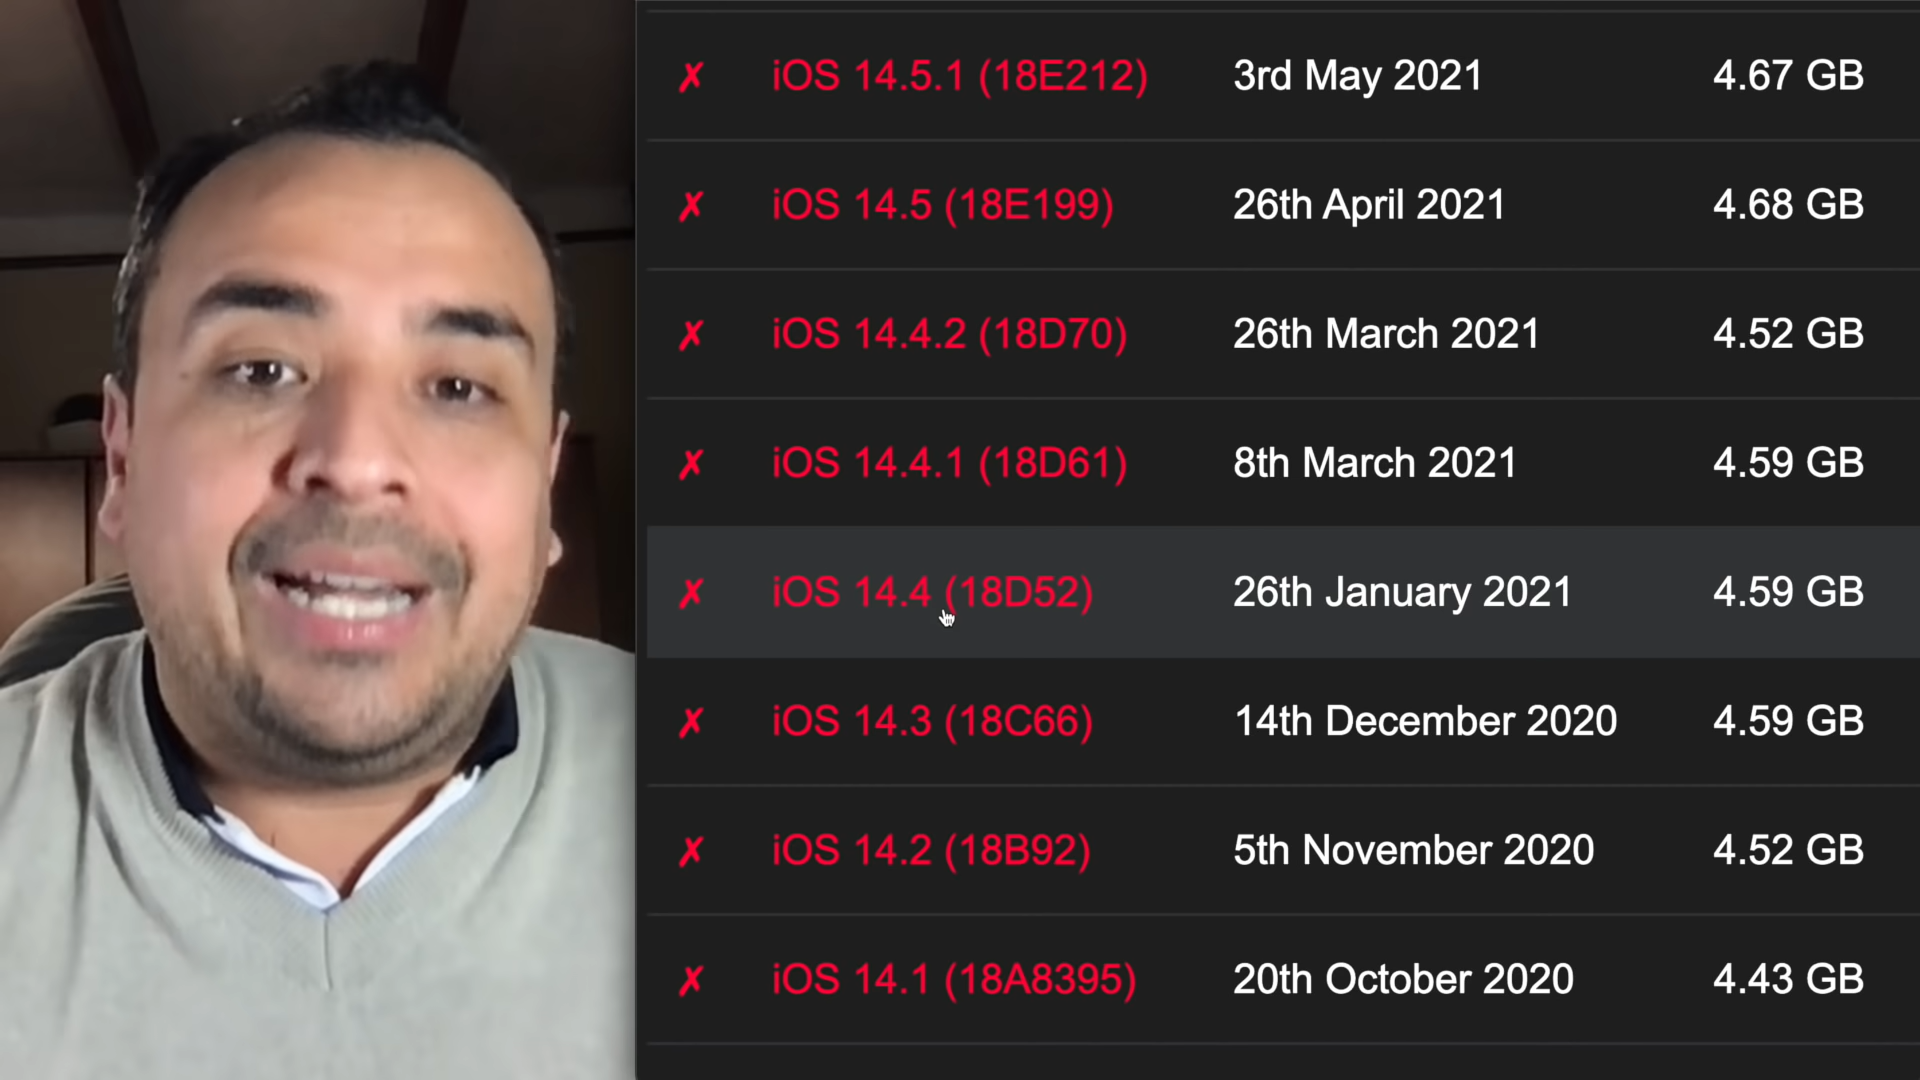 ✗ iOS 14.5.1 (18E212) 3rd May 2021 4.67 GB
✗ iOS 14.5 (18E199) 26th April 2021 4.68 GB
✗ iOS 14.4.2 (18D70) 26th March 2021 4.52 GB
✗ iOS 14.4.1 (18D61) 8th March 2021 4.59 GB
✗ iOS 14.4 (18D52) 26th January 2021 4.59 GB
✗ iOS 14.3 (18C66) 14th December 2020 4.59 GB
✗ iOS 14.2 (18B92) 5th November 2020 4.52 GB
✗ iOS 14.1 (18A8395) 20th October 2020 4.43 GB